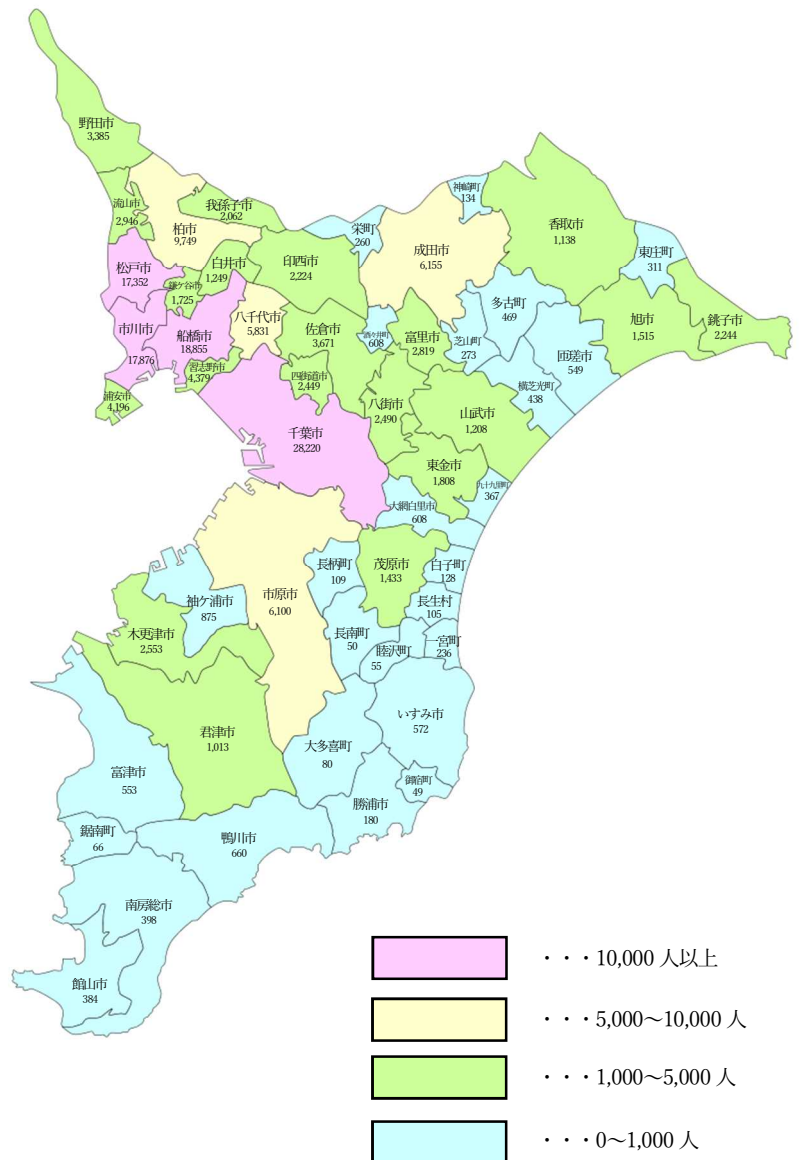 野田市
3,385
流山市
2,946
柏市
9,749
我孫子市
2,062
松戸市
17,352
鎌ケ谷市
1,725
白井市
1,249
印西市
2,224
栄町
260
成田市
6,155
神崎町
134
香取市
1,138
東庄町
311
市川市
17,876
船橋市
18,855
八千代市
5,831
佐倉市
3,671
酒々井町
608
富里市
2,819
芝山町
273
多古町
469
匝瑳市
549
旭市
1,515
銚子市
2,244
浦安市
4,196
習志野市
4,379
四街道市
2,449
八街市
2,490
横芝光町
438
山武市
1,208
千葉市
28,220
東金市
1,808
九十九里町
367
大網白里市
608
市原市
6,100
長柄町
109
茂原市
1,433
白子町
128
長生村
105
袖ケ浦市
875
木更津市
2,553
長南町
50
睦沢町
55
一宮町
236
君津市
1,013
富津市
553
大多喜町
80
いすみ市
572
御宿町
49
勝浦市
180
鋸南町
66
鴨川市
660
南房総市
398
館山市
384
・・・10,000 人以上
・・・5,000～10,000 人
・・・1,000～5,000 人
・・・0～1,000 人